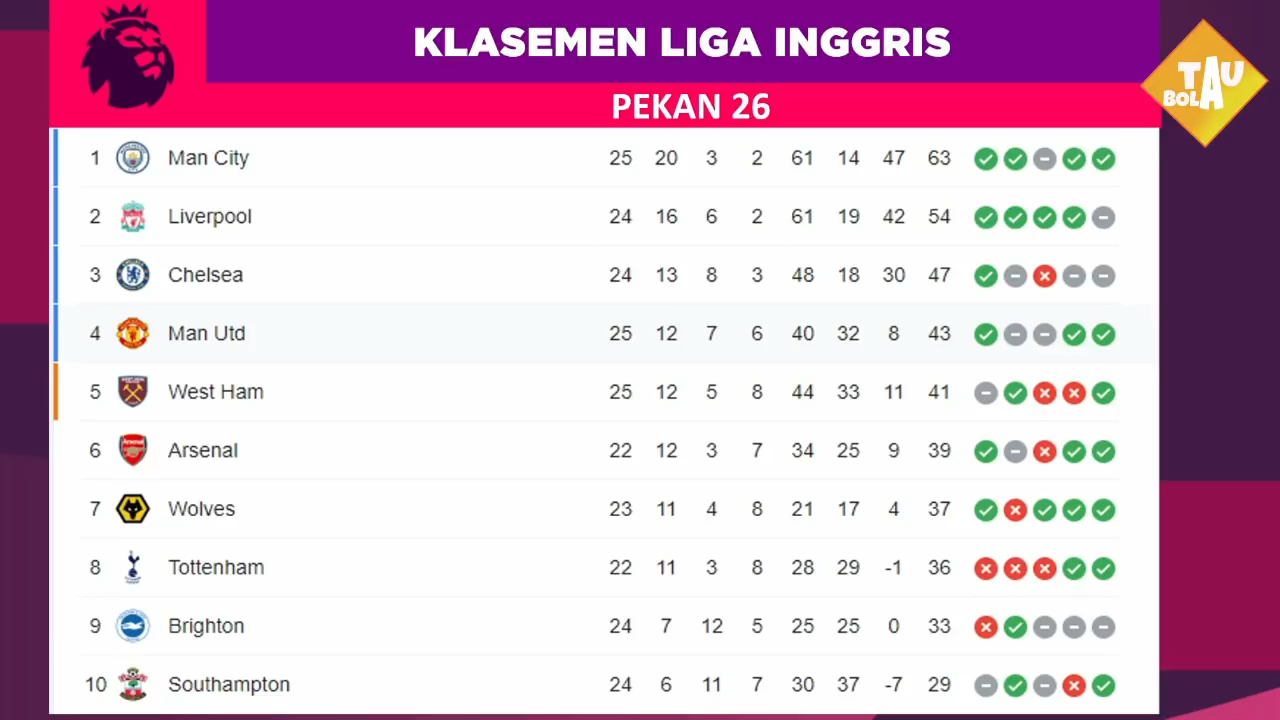 KLASEMEN LIGA INGGRIS
TAU
BOLA
PEKAN 26
1 Man City 25 20 3 2 61 14 47 63
2 Liverpool 24 16 6 2 61 19 42 54
3 Chelsea 24 13 8 3 48 18 30 47
4 Man Utd 25 12 7 6 40 32 8 43
5 West Ham 25 12 5 8 44 33 11 41
6 Arsenal 22 12 3 7 34 25 9 39
7 Wolves 23 11 4 8 21 17 4 37
8 Tottenham 22 11 3 8 28 29 -1 36
9 Brighton 24 7 12 5 25 25 0 33
10 Southampton 24 6 11 7 30 37 -7 29